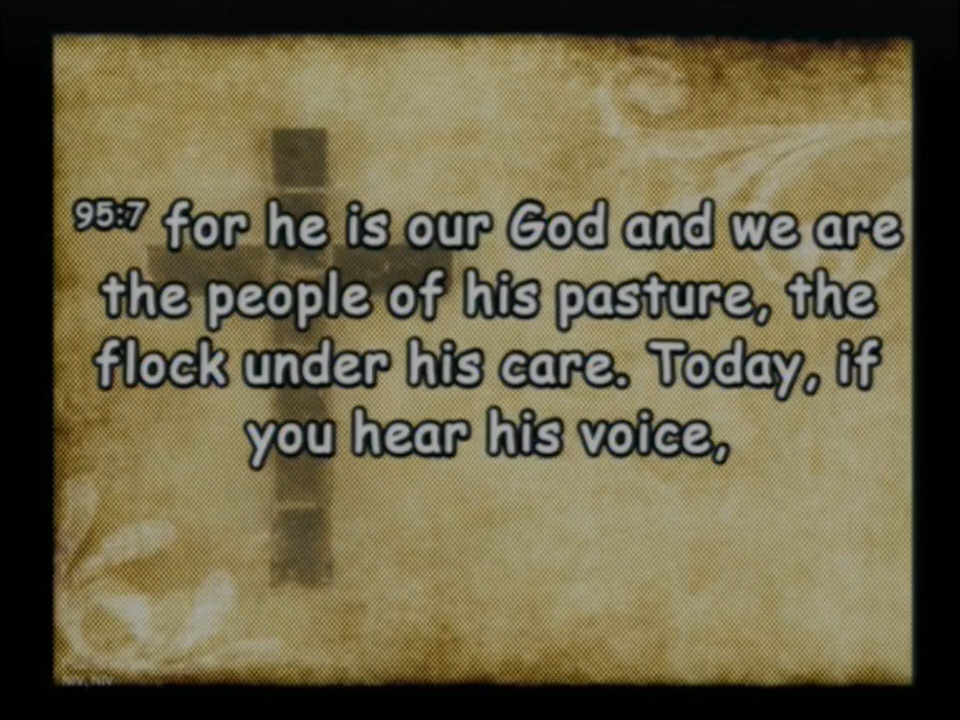 95:7 for he is our God and we are
the people of his pasture, the
flock under his care. Today, if
you hear his voice,